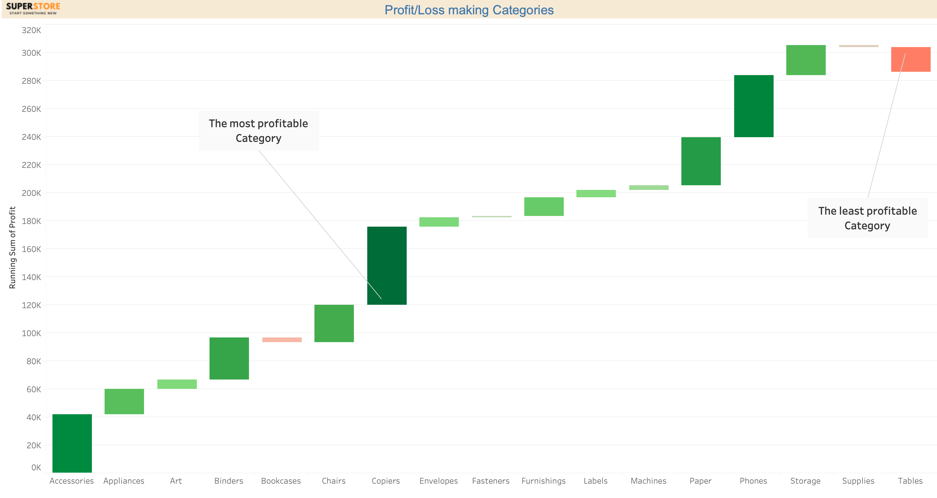 SUPERSTORE
START SOMETHING NEW
Profit/Loss making Categories
320K
300K
280K
260K
240K
220K
200K
180K
160K
140K
120K
100K
80K
60K
40K
20K
0K
Running Sum of Profit
The most profitable
Category
The least profitable
Category
Accessories Appliances Art Binders Bookcases Chairs Copiers Envelopes Fasteners Furnishings Labels Machines Paper Phones Storage Supplies Tables